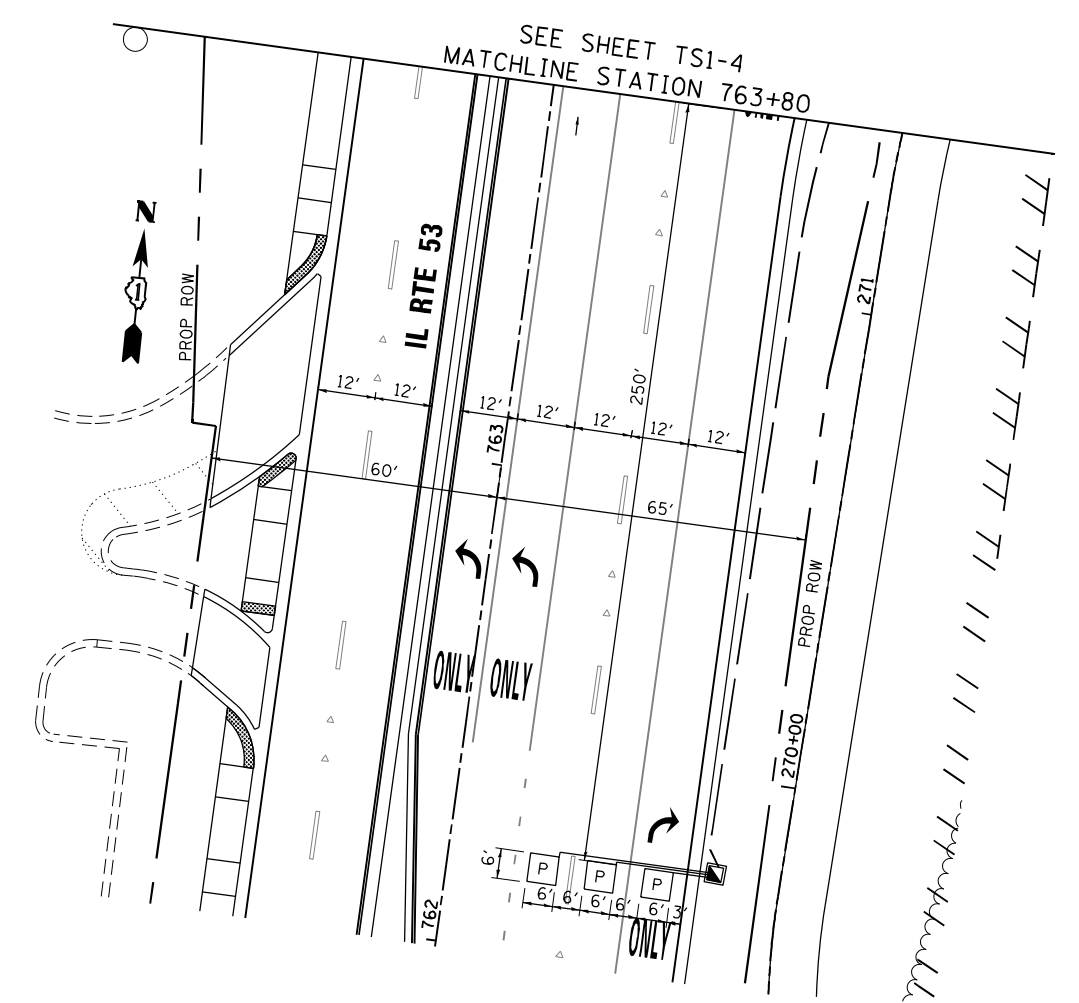 SEE SHEET TS1-4
MATCHLINE STATION 763+80
ONLY
N
1
PROP ROW
IL RTE 53
271
250'
12'
12'
12'
12'
12'
12'
12'
763
60'
65'
PROP ROW
ONLY
ONLY
270+00
6'
P
P
P
6'
6'
6'
6'
6'
3'
762
ONLY